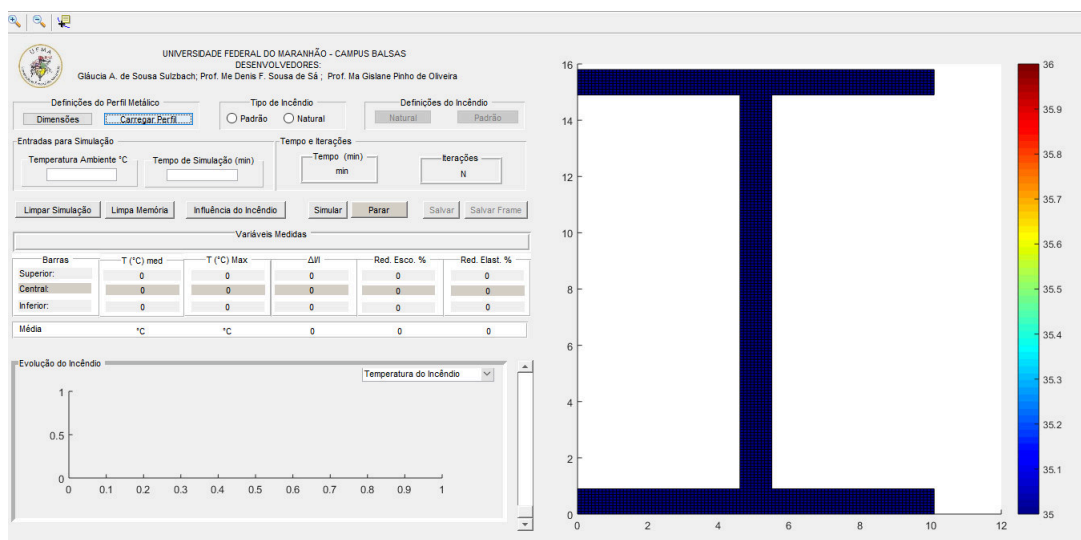 UFMA
UNIVERSIDADE FEDERAL DO MARANHÃO - CAMPUS BALSAS
DESENVOLVEDORES:
Gláucia A. de Sousa Sulzbach; Prof. Me Denis F. Sousa de Sá ; Prof. Ma Gislane Pinho de Oliveira
Definições do Perfil Metálico
Tipo de Incêndio
Definições do Incêndio
Dimensões
Carregar Perfil
Padrão
Natural
Natural
Padrão
Entradas para Simulação
Tempo e Iterações
Temperatura Ambiente °C
Tempo de Simulação (min)
Tempo (min)
min
Iterações
N
Limpar Simulação
Limpa Memória
Influência do Incêndio
Simular
Parar
Salvar
Salvar Frame
Variáveis Medidas
Barras T (°C) med T (°C) Max Δl/l Red. Esco. % Red. Elast. %
Superior: 0 0 0 0 0
Central: 0 0 0 0 0
Inferior: 0 0 0 0 0
Média °C °C 0 0 0
Evolução do Incêndio
Temperatura do Incêndio
1
0.5
0
0 0.1 0.2 0.3 0.4 0.5 0.6 0.7 0.8 0.9 1
16
14
12
10
8
6
4
2
0
0 2 4 6 8 10 12
36
35.9
35.8
35.7
35.6
35.5
35.4
35.3
35.2
35.1
35